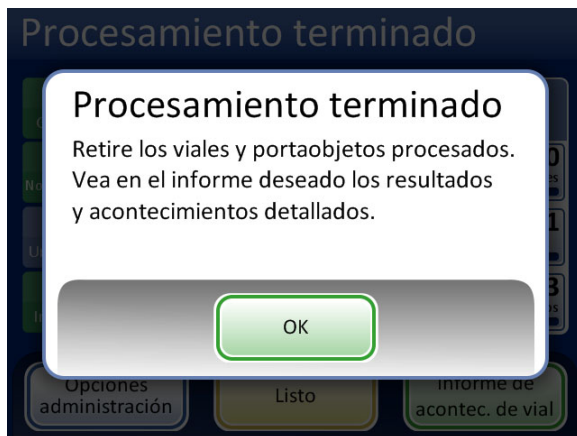 Procesamiento terminado
Procesamiento terminado
Retire los viales y portaobjetos procesados.
Vea en el informe deseado los resultados
y acontecimientos detallados.
OK
Opciones
administración
Listo
Informe de
acontec. de vial